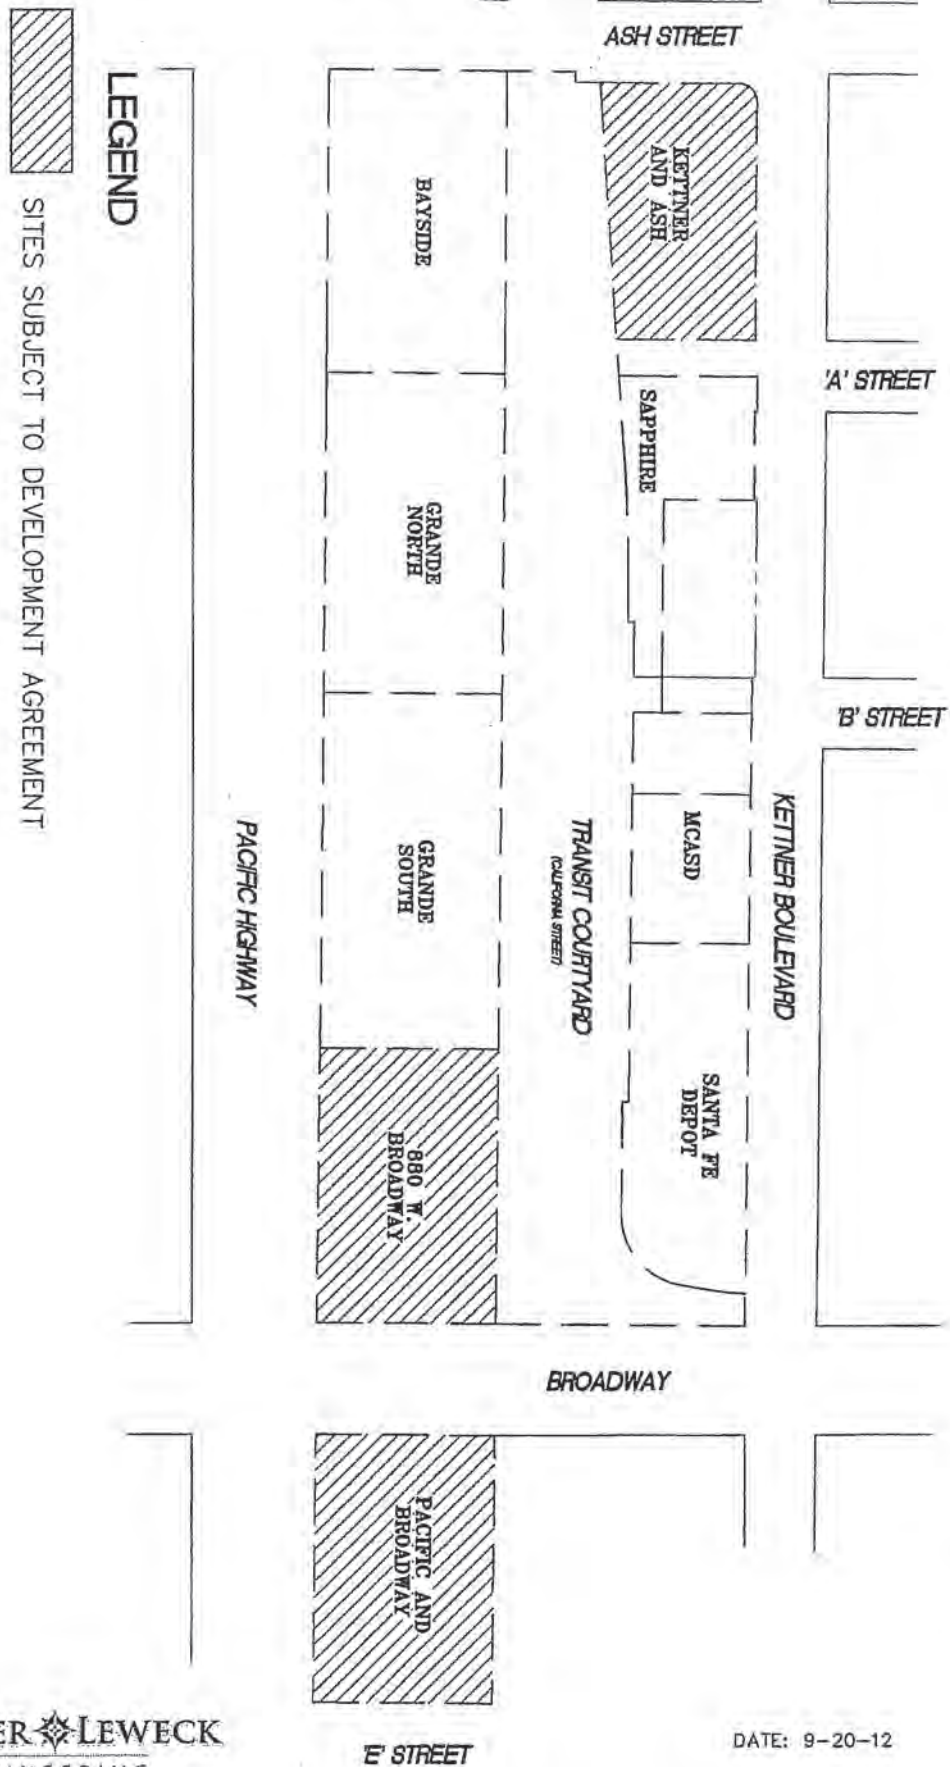 ASH STREET
KETTNER
AND ASH
LEGEND
SITES SUBJECT TO DEVELOPMENT AGREEMENT
BAYSIDE
'A' STREET
SAPPHIRE
GRANDE
NORTH
'B' STREET
KETTNER BOULEVARD
MCASD
TRANSIT COURTYARD
(CALIFORNIA STREET)
PACIFIC HIGHWAY
GRANDE
SOUTH
SANTA FE
DEPOT
880 W.
BROADWAY
BROADWAY
PACIFIC AND
BROADWAY
ER LEWECK
'E' STREET
DATE: 9-20-12